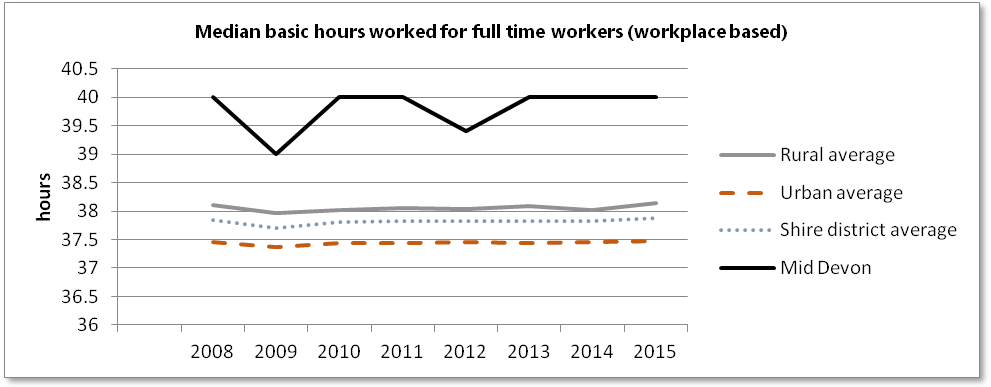 Median basic hours worked for full time workers (workplace based)
40.5
40
39.5
39
38.5
38
37.5
37
36.5
36
hours
2008 2009 2010 2011 2012 2013 2014 2015
Rural average
Urban average
Shire district average
Mid Devon